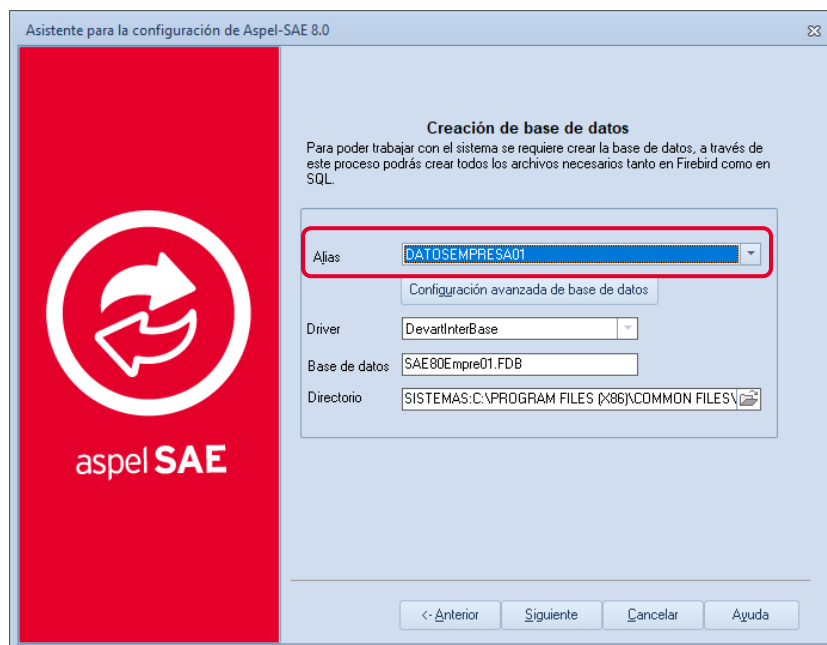 Asistente para la configuración de Aspel-SAE 8.0
Creación de base de datos
Para poder trabajar con el sistema se requiere crear la base de datos, a través de
este proceso podrás crear todos los archivos necesarios tanto en Firebird como en
SQL.
Alias DATOSEMPRESA01
Configuración avanzada de base de datos
Driver DevartInterBase
Base de datos SAE80Empre01.FDB
Directorio SISTEMAS:C:\PROGRAM FILES (X86)\COMMON FILES\
aspel SAE
<- Anterior Siguiente Cancelar Ayuda